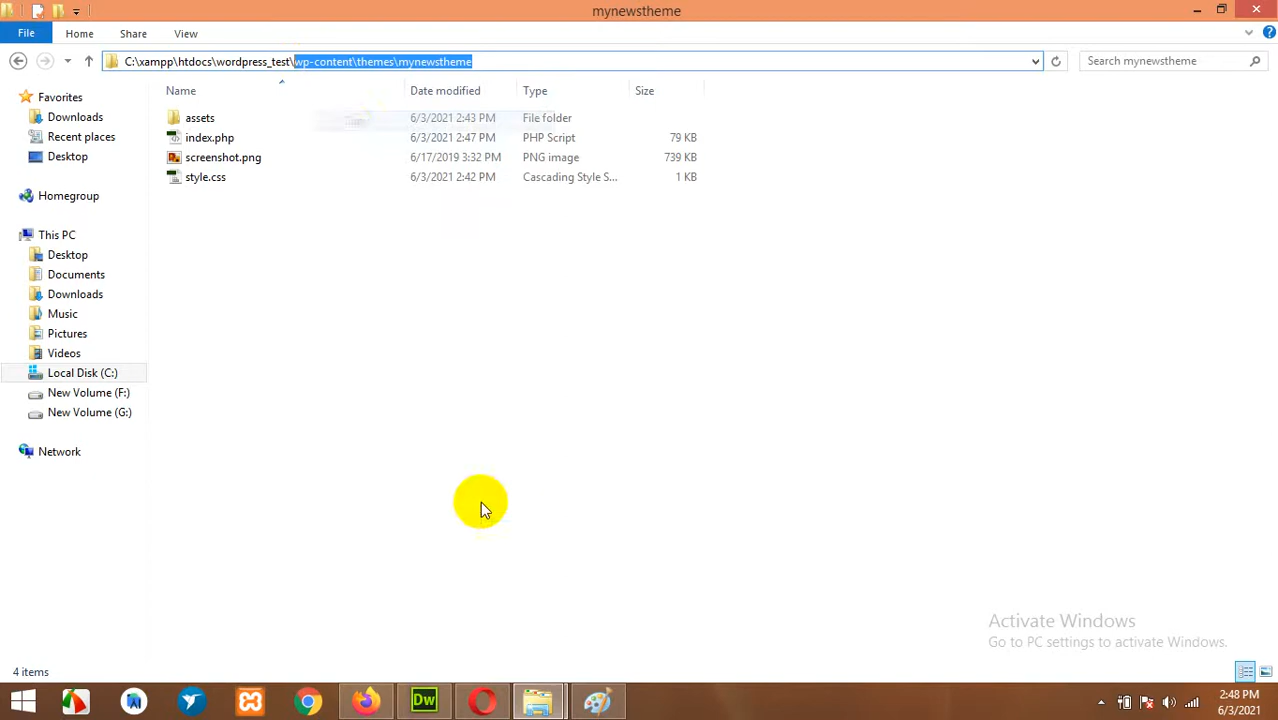 mynewstheme
File Home Share View
C:\xampp\htdocs\wordpress_test\wp-content\themes\mynewstheme
Search mynewstheme
Name Date modified Type Size
assets 6/3/2021 2:43 PM File folder
index.php 6/3/2021 2:47 PM PHP Script 79 KB
screenshot.png 6/17/2019 3:32 PM PNG image 739 KB
style.css 6/3/2021 2:42 PM Cascading Style S... 1 KB
Favorites
Downloads
Recent places
Desktop
Homegroup
This PC
Desktop
Documents
Downloads
Music
Pictures
Videos
Local Disk (C:)
New Volume (F:)
New Volume (G:)
Network
Activate Windows
Go to PC settings to activate Windows.
4 items
Dw
2:48 PM
6/3/2021